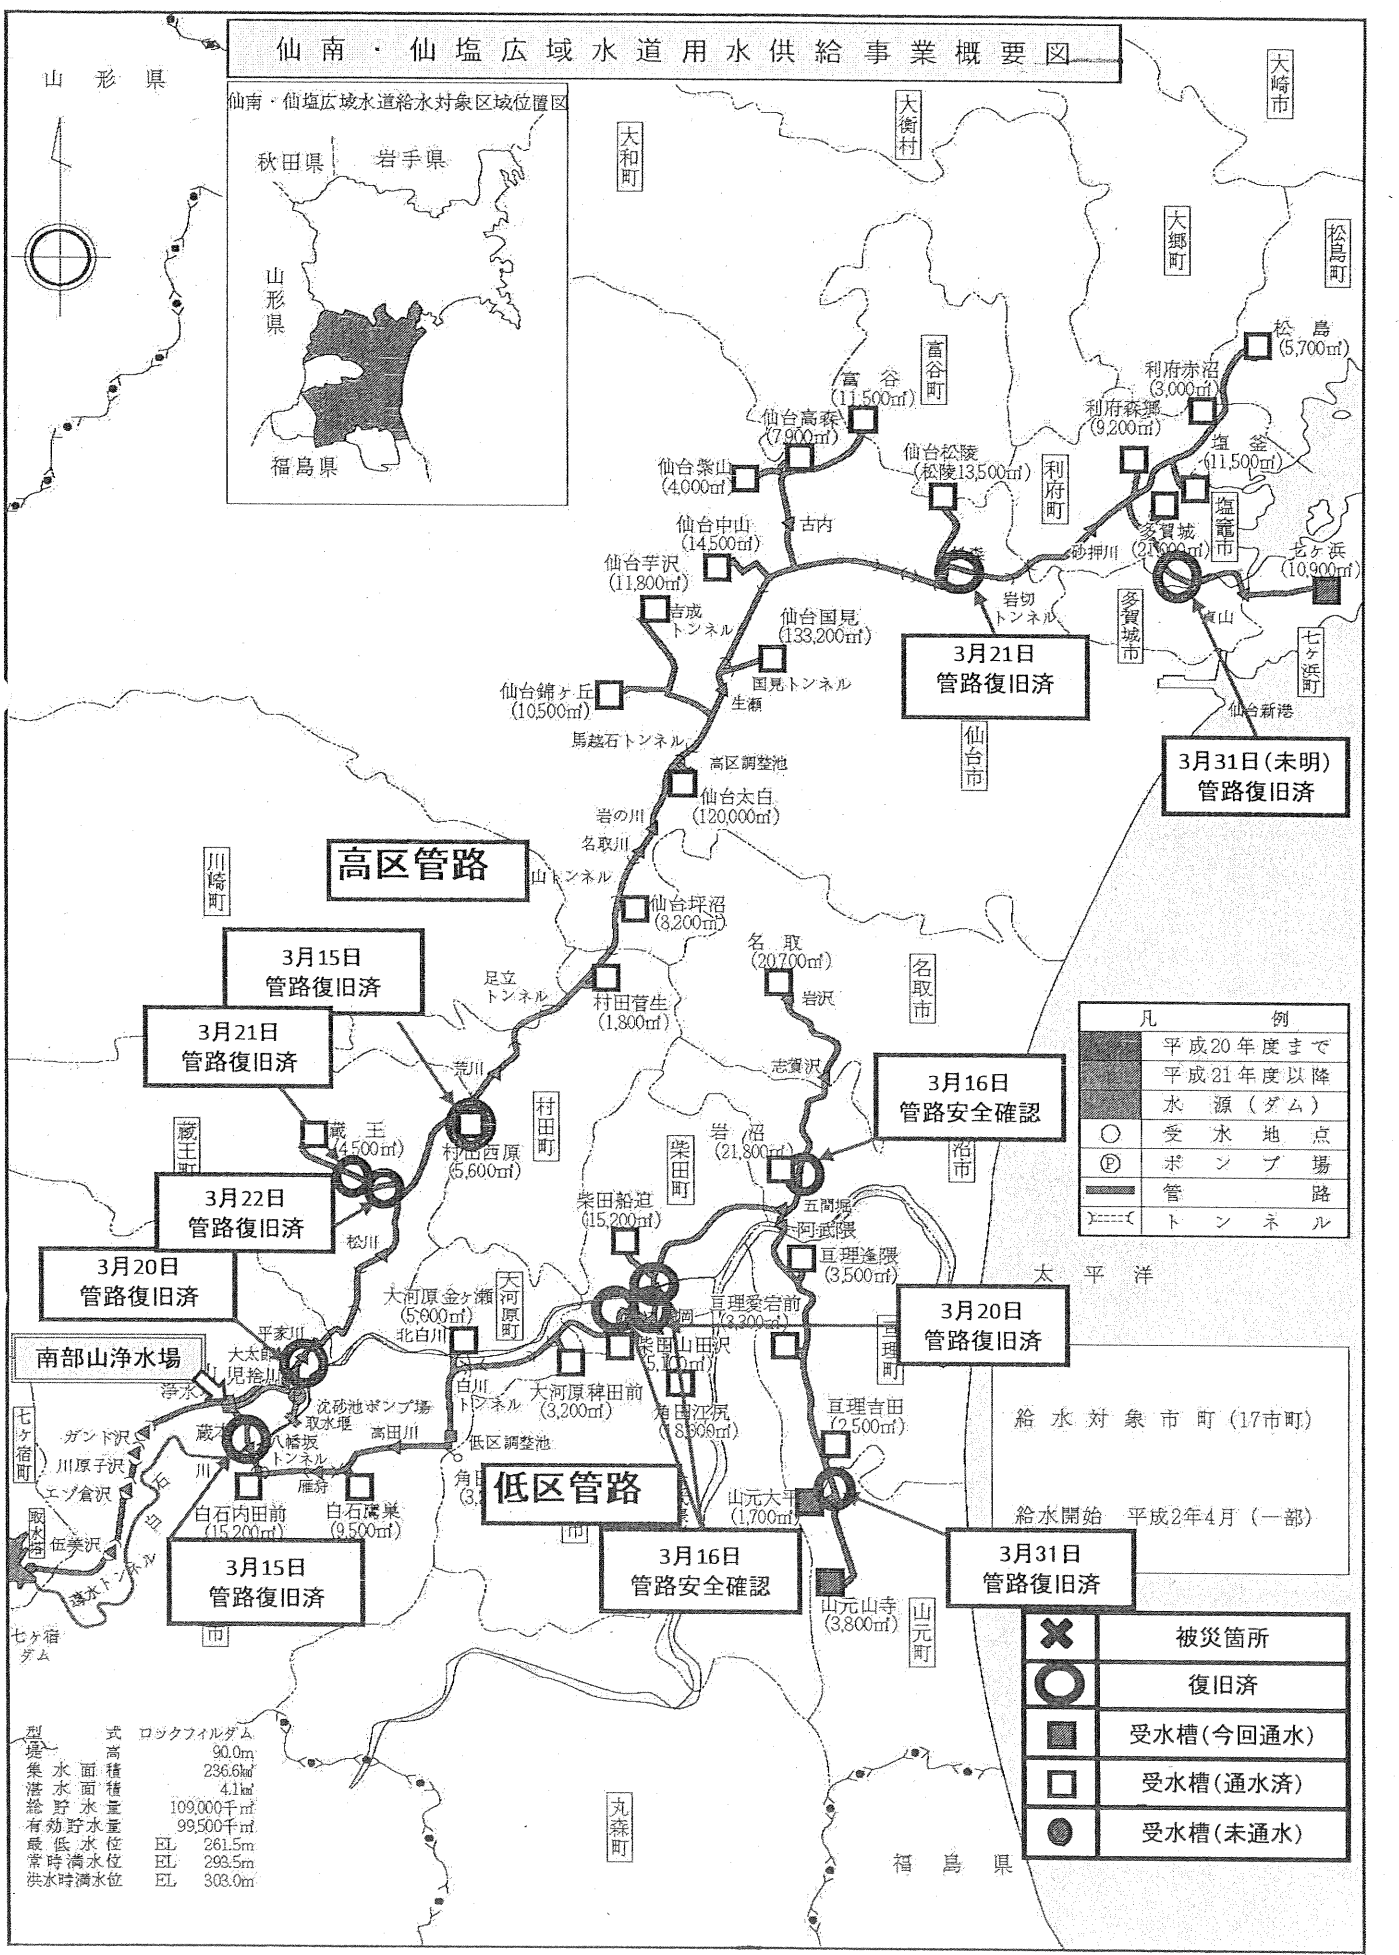 仙南・仙塩広域水道用水供給事業概要図
山形県
仙南・仙塩広域水道給水対象区域位置図
秋田県
岩手県
山形県
福島県
大和町
大衡村
大崎市
大郷町
松島町
富谷町
利府町
塩竈市
多賀城市
七ヶ浜町
仙台市
松島
(5,700㎥)
利府赤沼
(3,000㎥)
利府森郷
(9,200㎥)
塩釜
(11,500㎥)
富谷
(11,500㎥)
仙台高森
(7,900㎥)
仙台松陵
(松陵13,500㎥)
仙台泉山
(4,000㎥)
仙台中山
(14,500㎥)
古内
仙台芋沢
(11,800㎥)
吉成
トンネル
砂押川
岩切
トンネル
多賀城
七ヶ浜
(10,900㎥)
貞山
仙台新港
仙台国見
(133,200㎥)
国見トンネル
仙台錦ヶ丘
(10,500㎥)
生瀬
馬越石トンネル
高区調整池
仙台太白
(120,000㎥)
岩の川
名取川
山トンネル
3月21日
管路復旧済
3月31日(未明)
管路復旧済
高区管路
川崎町
仙台坪沼
(8,200㎥)
足立
トンネル
村田菅生
(1,800㎥)
名取
(20,700㎥)
岩沢
名取市
志賀沢
3月15日
管路復旧済
3月21日
管路復旧済
荒川
村田町
村田西原
(5,600㎥)
蔵王町
蔵王
(4,500㎥)
3月22日
管路復旧済
松川
3月20日
管路復旧済
3月16日
管路安全確認
柴田町
岩沼
(21,800㎥)
沼市
五間堀
阿武隈
柴田船迫
(15,200㎥)
亘理逢隈
(3,500㎥)
凡例
平成20年度まで
平成21年度以降
水源(ダム)
受水地点
Ⓟ ポンプ場
管路
トンネル
太平洋
大河原金ヶ瀬
(5,000㎥)
大河原町
北白川
白川
トンネル
大河原稗田前
(3,200㎥)
柴田山田沢
(5,100㎥)
角田江尻
亘理愛宕前
(3,300㎥)
亘理町
3月20日
管路復旧済
亘理吉田
(2,500㎥)
平家川
大太郎
児捨川
南部山浄水場
浄水
沈砂池ポンプ場
取水堰
高田川
低区調整池
八幡坂
トンネル
雁狩
七ヶ宿町
ガンド沢
川原子沢
エゾ倉沢
伍美沢
取水塔
導水トンネル
白石川
七ヶ宿
ダム
白石内田前
(15,200㎥)
白石鷹巣
(9,500㎥)
低区管路
3月15日
管路復旧済
3月16日
管路安全確認
山元大平
(1,700㎥)
3月31日
管路復旧済
山元山寺
(3,800㎥)
山元町
給水対象市町(17市町)
給水開始 平成2年4月(一部)
被災箇所
復旧済
受水槽(今回通水)
受水槽(通水済)
受水槽(未通水)
型式 ロックフィルダム
堤高 90.0m
集水面積 236.6㎢
湛水面積 4.1㎢
総貯水量 109,000千㎥
有効貯水量 99,500千㎥
最低水位 EL 261.5m
常時満水位 EL 293.5m
洪水時満水位 EL 303.0m
丸森町
福島県